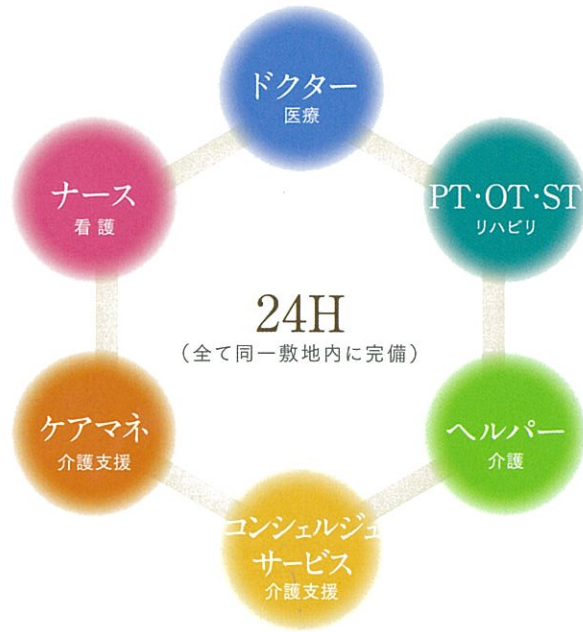 ドクター
医療
PT・OT・ST
リハビリ
ヘルパー
介護
コンシェルジュ
サービス
介護支援
ケアマネ
介護支援
ナース
看護
24H
(全て同一敷地内に完備)